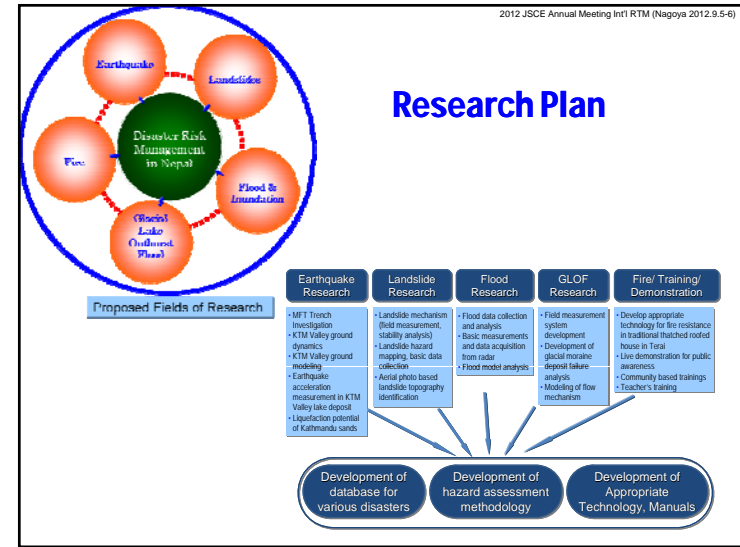 2012 JSCE Annual Meeting Int'l RTM (Nagoya 2012.9.5-6)
Research Plan
Earthquake
Landslides
Disaster Risk
Management
in Nepal
Fire
Flood &
Inundation
Glacial
Lake
Outburst
Flood
Proposed Fields of Research
Earthquake
Research
• MFT Trench
Investigation
• KTM Valley ground
dynamics
• KTM Valley ground
modeling
• Earthquake
acceleration
measurement in KTM
Valley lake deposit
• Liquefaction potential
of Kathmandu sands
Landslide
Research
• Landslide mechanism
(field measurement,
stability analysis)
• Landslide hazard
mapping, basic data
collection
• Aerial photo based
landslide topography
identification
Flood
Research
• Flood data collection
and analysis
• Basic measurements
and data acquisition
from radar
• Flood model analysis
GLOF
Research
• Field measurement
system
development
• Development of
glacial moraine
deposit failure
analysis
• Modeling of flow
mechanism
Fire/ Training/
Demonstration
• Develop appropriate
technology for fire resistance
in traditional thatched roofed
house in Terai
• Live demonstration for public
awareness
• Community based trainings
• Teacher's training
Development of
database for
various disasters
Development of
hazard assessment
methodology
Development of
Appropriate
Technology, Manuals